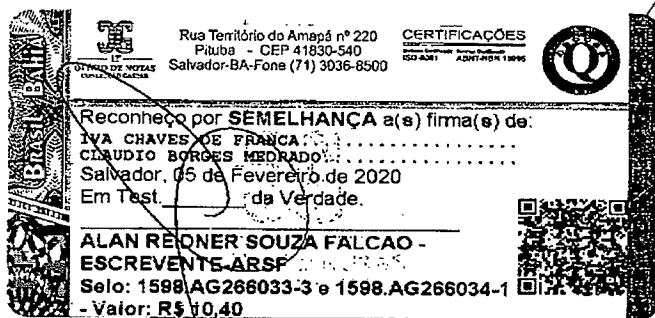 BRASIL BAHIA
Rua Território do Amapá nº 220
Pituba - CEP 41830-540
Salvador-BA-Fone (71) 3036-8500
CERTIFICAÇÕES
OFÍCIO DE NOTAS
Reconheço por SEMELHANÇA a(s) firma(s) de:
IVA CHAVES DE FRANCA
CLAUDIO BORGES MEDRADO
Salvador, 05 de Fevereiro de 2020
Em Test. da Verdade.
ALAN REIDNER SOUZA FALCAO -
ESCREVENTE-ARSF
Selo: 1598.AG266033-3 e 1598.AG266034-1
- Valor: R$ 10,40